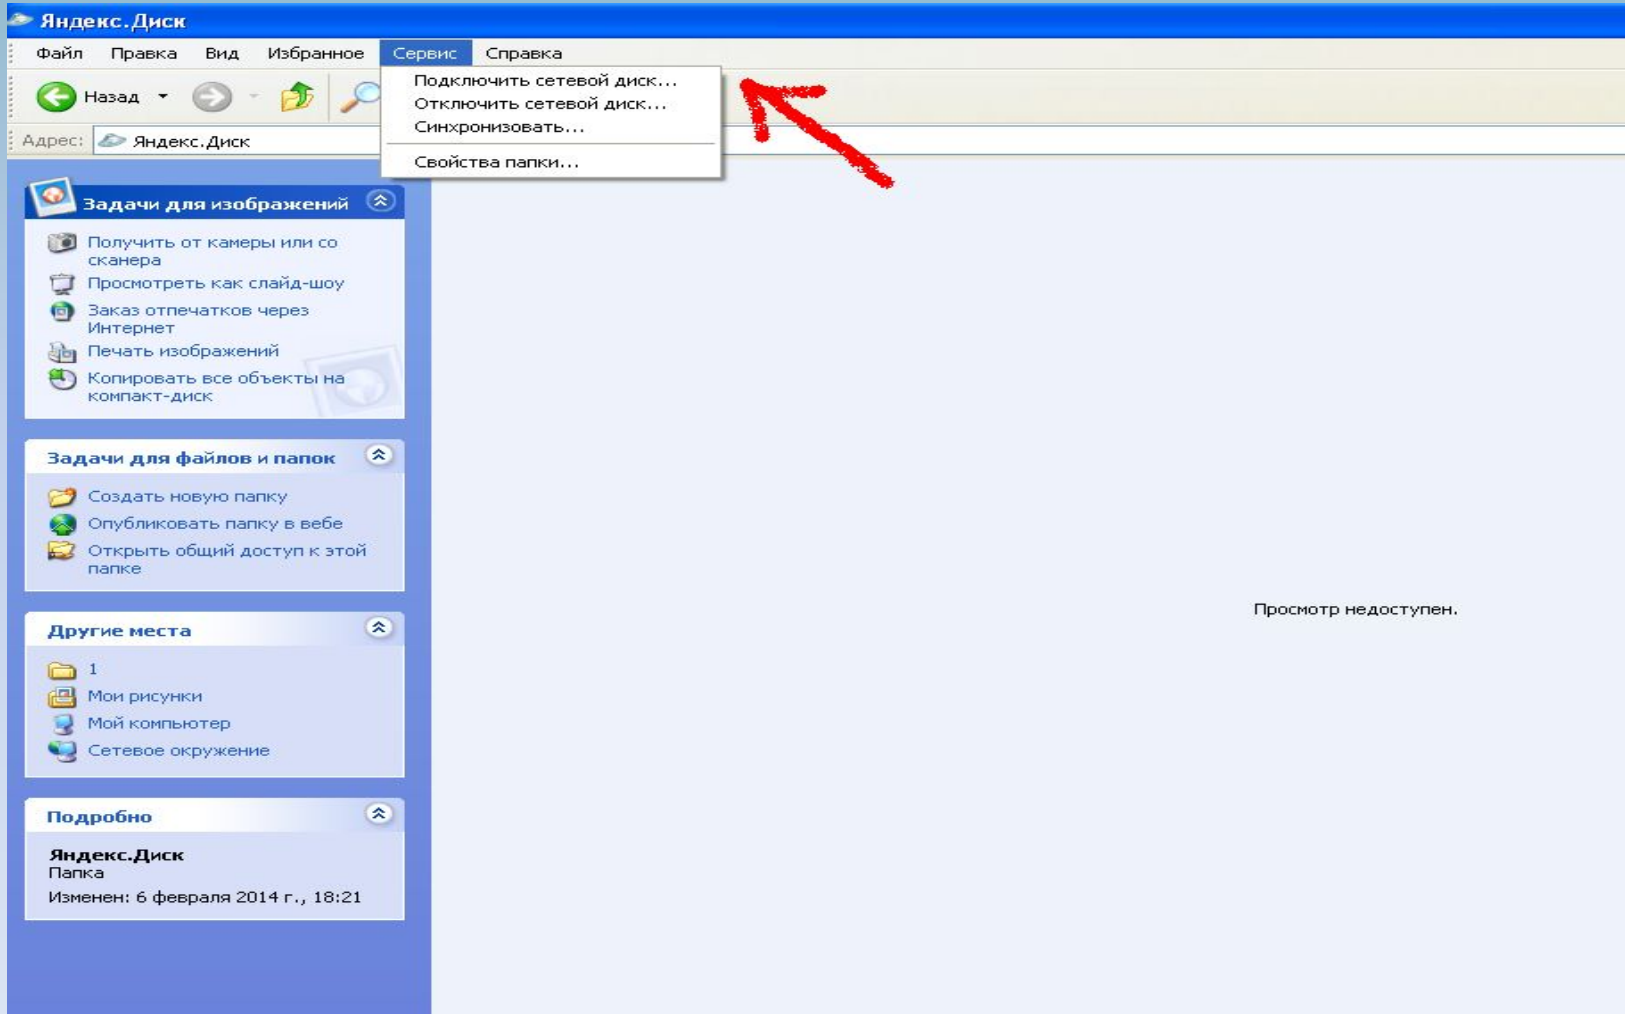 Яндекс.Диск
Файл Правка Вид Избранное Сервис Справка
Подключить сетевой диск...
Отключить сетевой диск...
Синхронизовать...
Свойства папки...
Назад
Адрес: Яндекс.Диск
Задачи для изображений
Получить от камеры или со
сканера
Просмотреть как слайд-шоу
Заказ отпечатков через
Интернет
Печать изображений
Копировать все объекты на
компакт-диск
Задачи для файлов и папок
Создать новую папку
Опубликовать папку в вебе
Открыть общий доступ к этой
папке
Другие места
1
Мои рисунки
Мой компьютер
Сетевое окружение
Подробно
Яндекс.Диск
Папка
Изменен: 6 февраля 2014 г., 18:21
Просмотр недоступен.